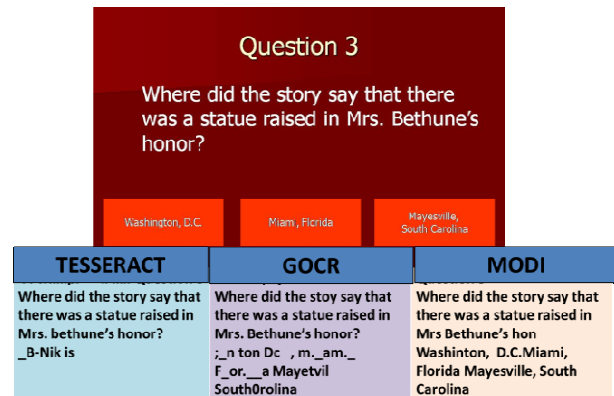 Question 3
Where did the story say that there
was a statue raised in Mrs. Bethune's
honor?
Washington, D.C.
Miami, Florida
Mayesville,
South Carolina
TESSERACT
GOCR
MODI
Where did the story say that
there was a statue raised in
Mrs. bethune's honor?
_B-Nik is
Where did the stoy say that
there was a statue raised in
Mrs. Bethune's honor?
;_n ton Dc , m._am._
F_or.__a Mayetvil
South0rolina
Where did the story say that
there was a statue raised in
Mrs Bethune's hon
Washinton, D.C.Miami,
Florida Mayesville, South
Carolina